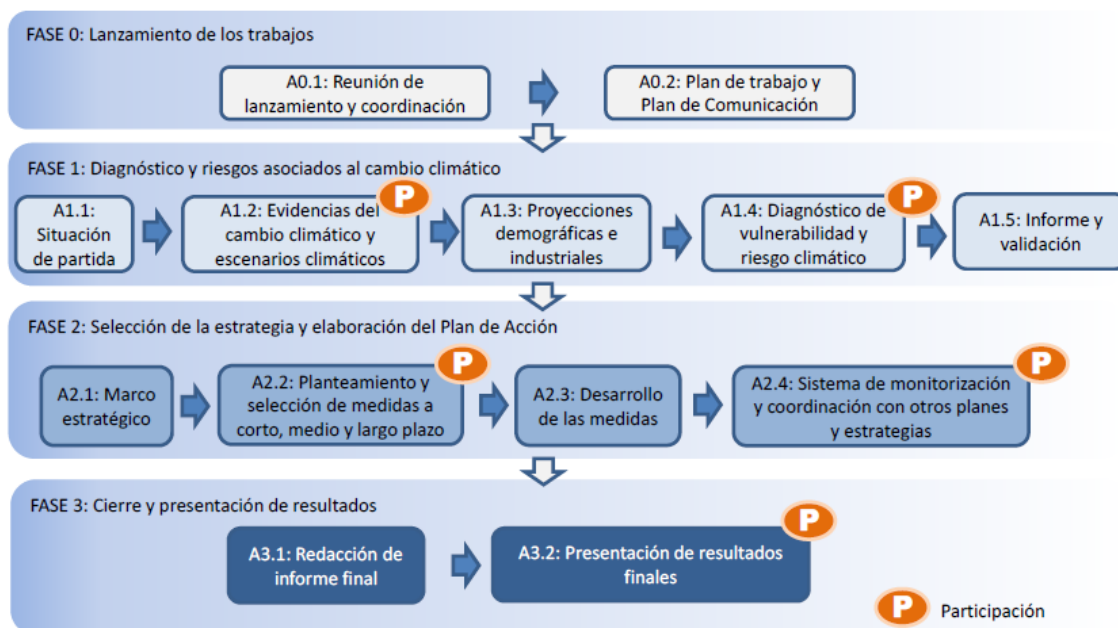 FASE 0: Lanzamiento de los trabajos
A0.1: Reunión de
lanzamiento y coordinación
A0.2: Plan de trabajo y
Plan de Comunicación
FASE 1: Diagnóstico y riesgos asociados al cambio climático
A1.1:
Situación
de partida
P
A1.2: Evidencias del
cambio climático y
escenarios climáticos
A1.3: Proyecciones
demográficas e
industriales
P
A1.4: Diagnóstico de
vulnerabilidad y
riesgo climático
A1.5: Informe y
validación
FASE 2: Selección de la estrategia y elaboración del Plan de Acción
A2.1: Marco
estratégico
P
A2.2: Planteamiento y
selección de medidas a
corto, medio y largo plazo
A2.3: Desarrollo
de las medidas
P
A2.4: Sistema de monitorización
y coordinación con otros planes
y estrategias
FASE 3: Cierre y presentación de resultados
A3.1: Redacción de
informe final
P
A3.2: Presentación de resultados
finales
P Participación